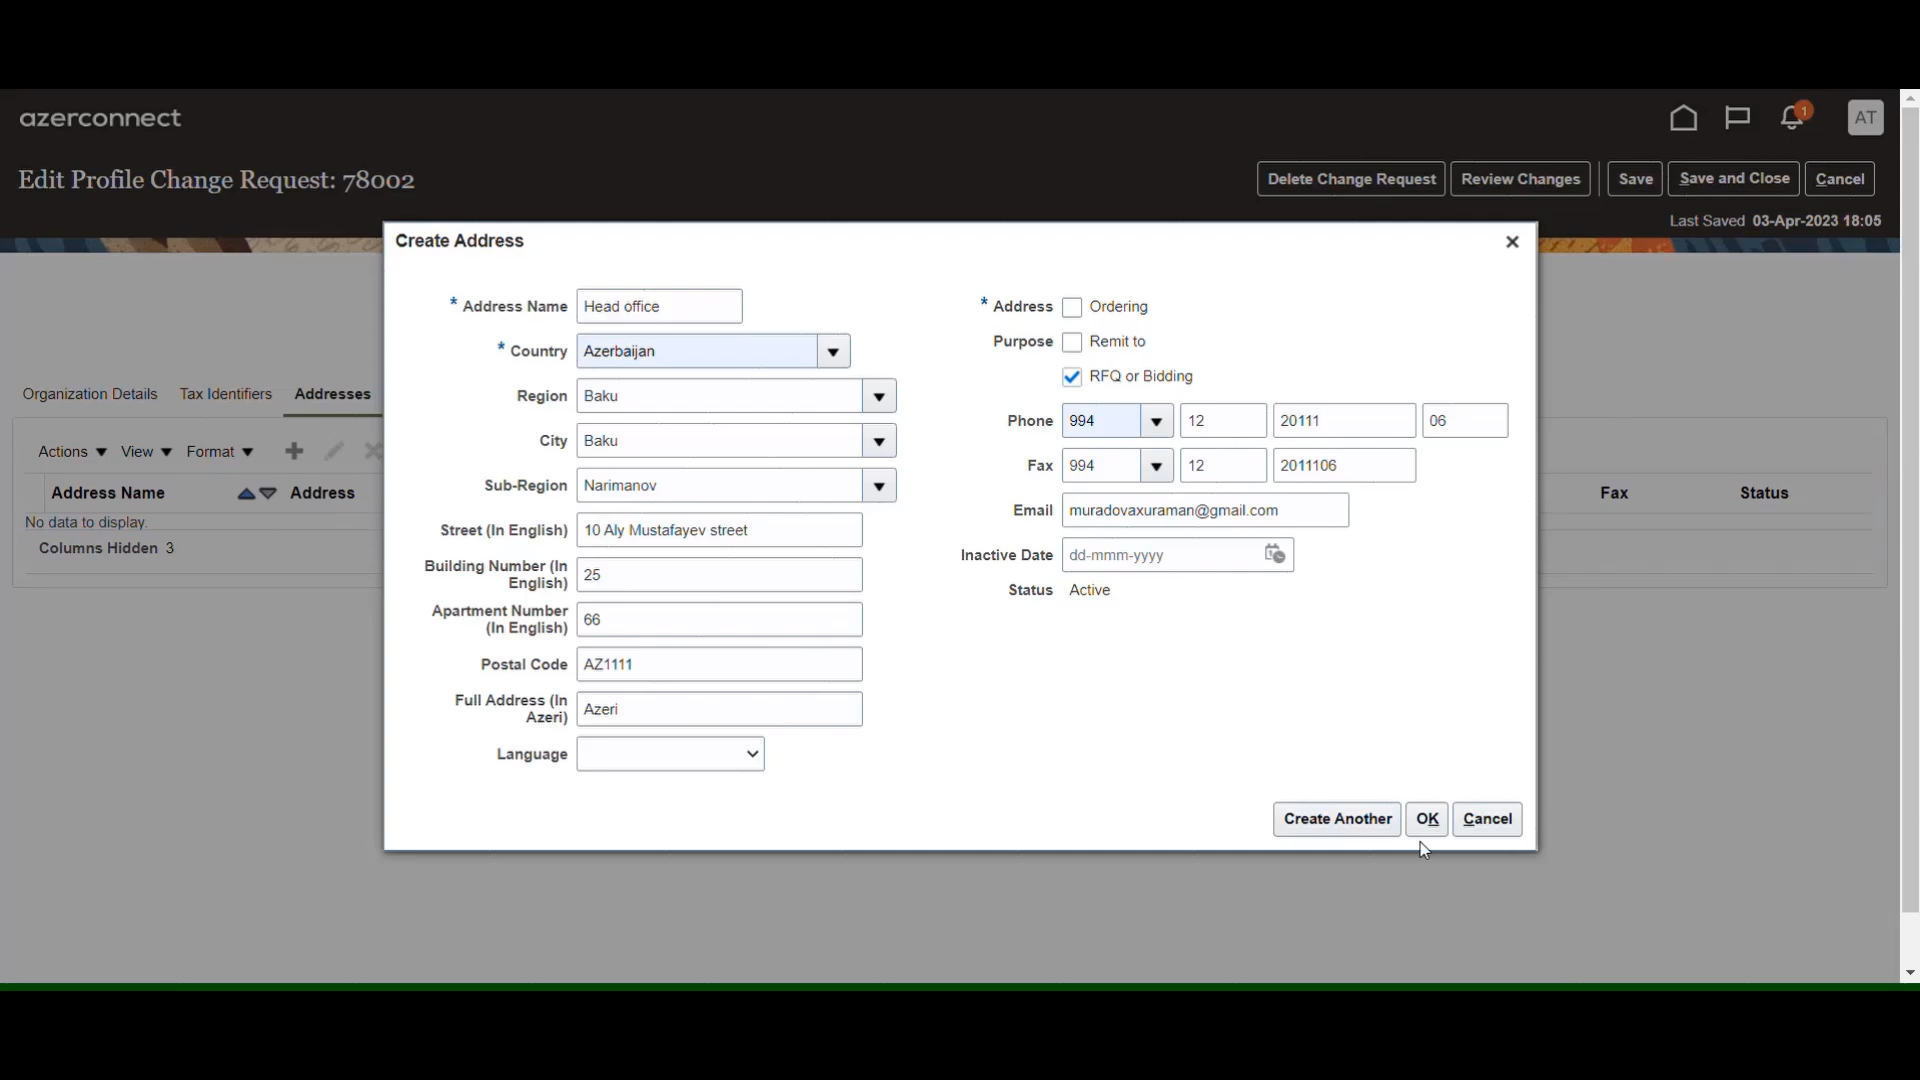 azerconnect
1
AT
Edit Profile Change Request: 78002
Delete Change Request
Review Changes
Save
Save and Close
Cancel
Last Saved 03-Apr-2023 18:05
Create Address
* Address Name Head office
* Country Azerbaijan
Region Baku
City Baku
Sub-Region Narimanov
Street (In English) 10 Aly Mustafayev street
Building Number (In
English) 25
Apartment Number
(In English) 66
Postal Code AZ1111
Full Address (In
Azeri) Azeri
Language
* Address
Purpose
Ordering
Remit to
RFQ or Bidding
Phone 994 12 20111 06
Fax 994 12 2011106
Email muradovaxuraman@gmail.com
Inactive Date dd-mmm-yyyy
Status Active
Create Another
OK
Cancel
Organization Details Tax Identifiers Addresses
Actions View Format
Address Name Address Fax Status
No data to display.
Columns Hidden 3